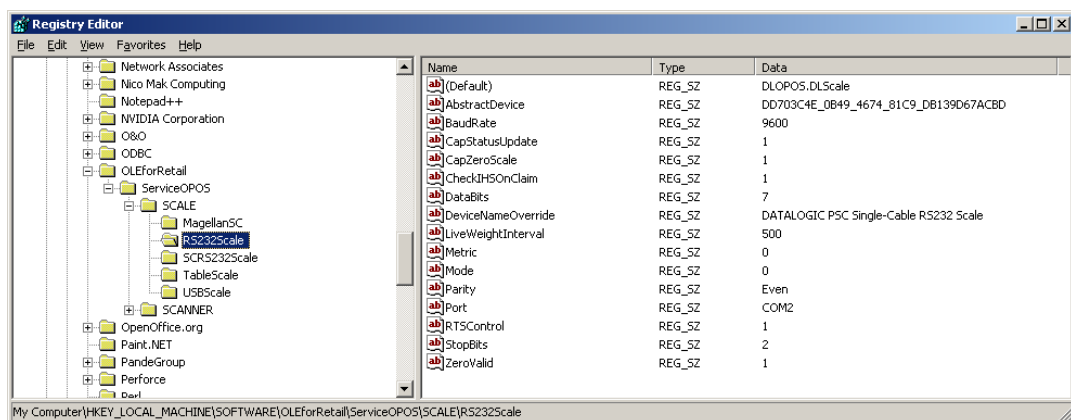 Registry Editor
File Edit View Favorites Help
Network Associates
Nico Mak Computing
Notepad++
NVIDIA Corporation
O&O
ODBC
OLEforRetail
ServiceOPOS
SCALE
MagellanSC
RS232Scale
SCRS232Scale
TableScale
USBScale
SCANNER
OpenOffice.org
Paint.NET
PandeGroup
Perforce
Perl
Name Type Data
(Default) REG_SZ DLOPOS.DLScale
AbstractDevice REG_SZ DD703C4E_0B49_4674_81C9_DB139D67ACBD
BaudRate REG_SZ 9600
CapStatusUpdate REG_SZ 1
CapZeroScale REG_SZ 1
CheckIHSOnClaim REG_SZ 1
DataBits REG_SZ 7
DeviceNameOverride REG_SZ DATALOGIC PSC Single-Cable RS232 Scale
LiveWeightInterval REG_SZ 500
Metric REG_SZ 0
Mode REG_SZ 0
Parity REG_SZ Even
Port REG_SZ COM2
RTSControl REG_SZ 1
StopBits REG_SZ 2
ZeroValid REG_SZ 1
My Computer\HKEY_LOCAL_MACHINE\SOFTWARE\OLEforRetail\ServiceOPOS\SCALE\RS232Scale